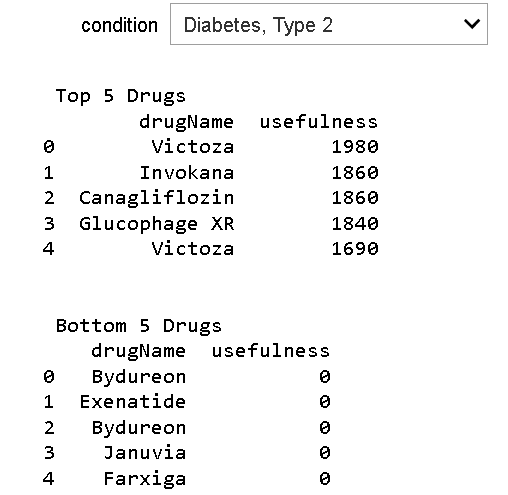 condition Diabetes, Type 2
Top 5 Drugs
drugName usefulness
0 Victoza 1980
1 Invokana 1860
2 Canagliflozin 1860
3 Glucophage XR 1840
4 Victoza 1690
Bottom 5 Drugs
drugName usefulness
0 Bydureon 0
1 Exenatide 0
2 Bydureon 0
3 Januvia 0
4 Farxiga 0